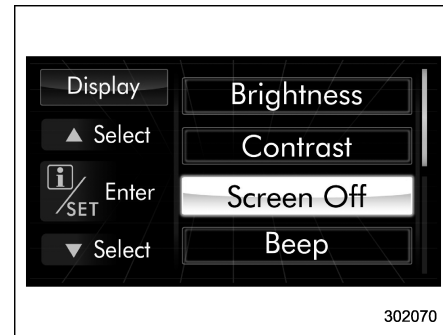 Display
▲ Select
i/SET Enter
▼ Select
Brightness
Contrast
Screen Off
Beep
302070